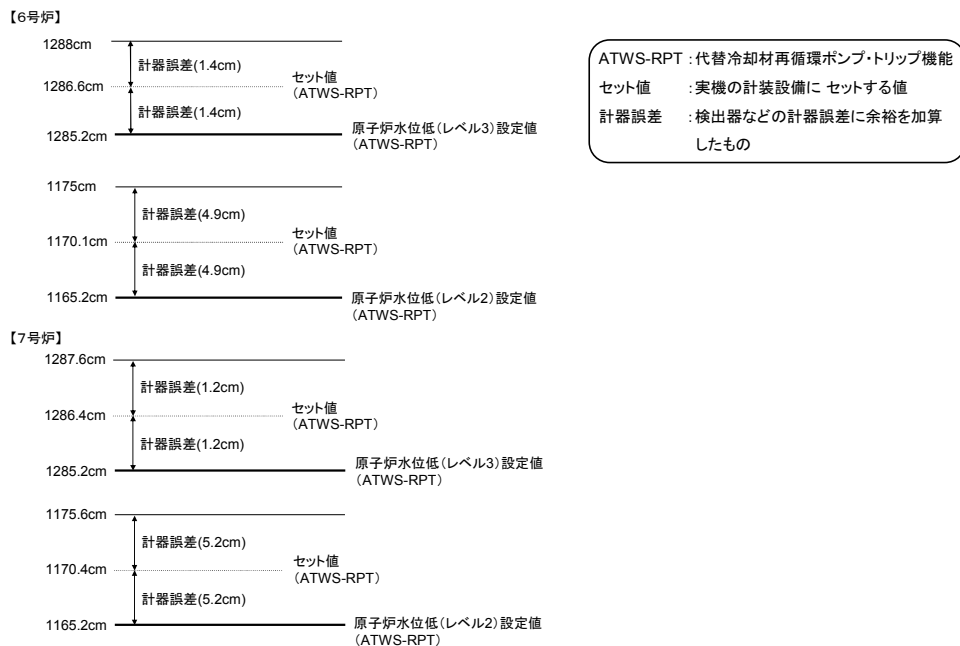 【6号炉】
1288cm
計器誤差(1.4cm)
1286.6cm
セット値
（ATWS-RPT）
計器誤差(1.4cm)
1285.2cm
原子炉水位低（レベル3）設定値
（ATWS-RPT）
1175cm
計器誤差(4.9cm)
1170.1cm
セット値
（ATWS-RPT）
計器誤差(4.9cm)
1165.2cm
原子炉水位低（レベル2）設定値
（ATWS-RPT）
【7号炉】
1287.6cm
計器誤差(1.2cm)
1286.4cm
セット値
（ATWS-RPT）
計器誤差(1.2cm)
1285.2cm
原子炉水位低（レベル3）設定値
（ATWS-RPT）
1175.6cm
計器誤差(5.2cm)
1170.4cm
セット値
（ATWS-RPT）
計器誤差(5.2cm)
1165.2cm
原子炉水位低（レベル2）設定値
（ATWS-RPT）
ATWS-RPT：代替冷却材再循環ポンプ・トリップ機能
セット値　：実機の計装設備に セットする値
計器誤差　：検出器などの計器誤差に余裕を加算
したもの